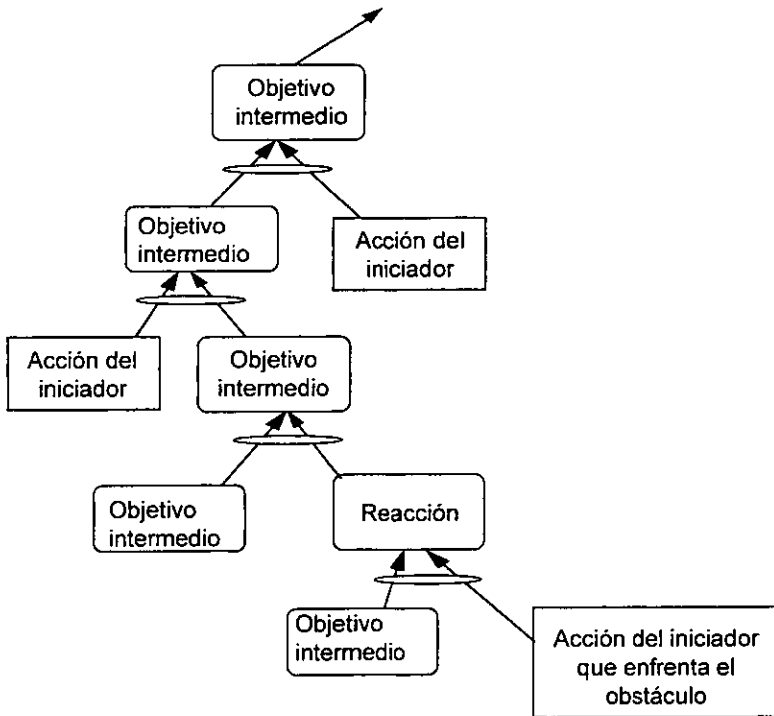 Objetivo
intermedio
Objetivo
intermedio
Acción del
iniciador
Acción del
iniciador
Objetivo
intermedio
Objetivo
intermedio
Reacción
Objetivo
intermedio
Acción del iniciador
que enfrenta el
obstáculo